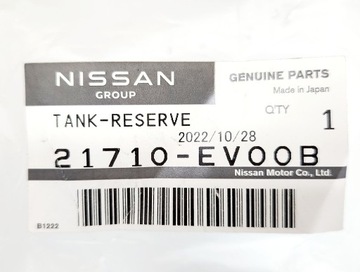 NISSAN
GROUP
GENUINE PARTS
Made in Japan
Q'TY
1
TANK-RESERVE
2022/10/28
21710-EV00B
Nissan Motor Co., Ltd.
B1222